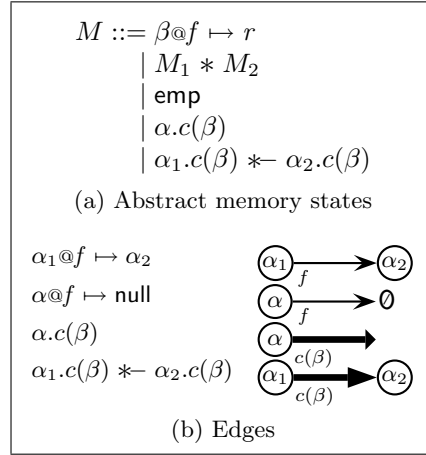 M ::= β@f ↦ r
| M₁ * M₂
| emp
| α.c(β)
| α₁.c(β) *− α₂.c(β)
(a) Abstract memory states
α₁@f ↦ α₂ α₁ f α₂
α@f ↦ null α f ∅
α.c(β) α c(β)
α₁.c(β) *− α₂.c(β) α₁ c(β) α₂
(b) Edges